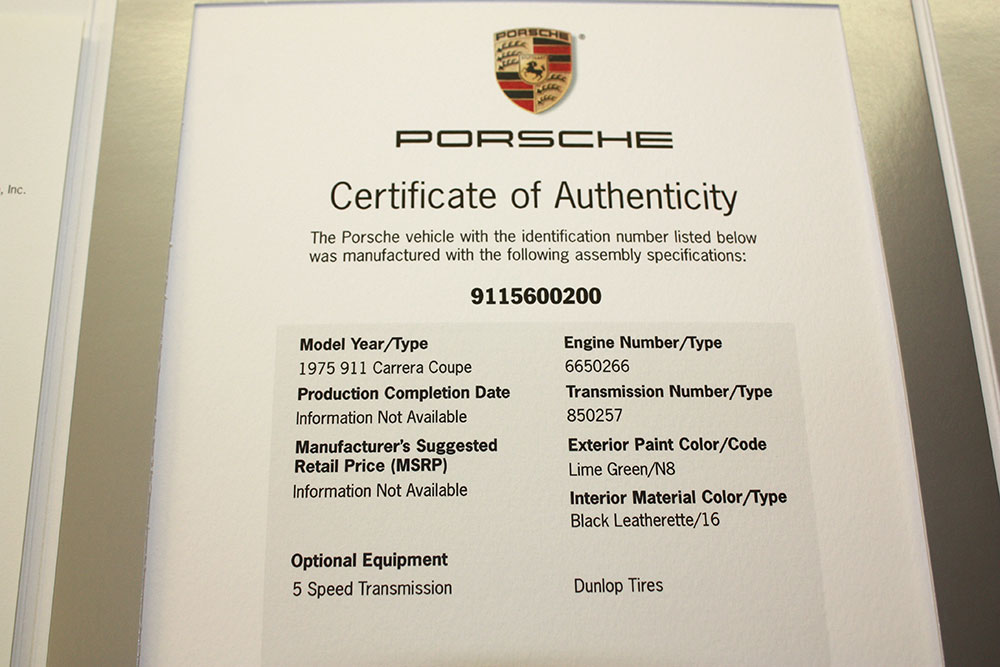 , Inc.
PORSCHE
PORSCHE
Certificate of Authenticity
The Porsche vehicle with the identification number listed below
was manufactured with the following assembly specifications:
9115600200
Model Year/Type
1975 911 Carrera Coupe
Production Completion Date
Information Not Available
Manufacturer's Suggested
Retail Price (MSRP)
Information Not Available
Engine Number/Type
6650266
Transmission Number/Type
850257
Exterior Paint Color/Code
Lime Green/N8
Interior Material Color/Type
Black Leatherette/16
Optional Equipment
5 Speed Transmission
Dunlop Tires